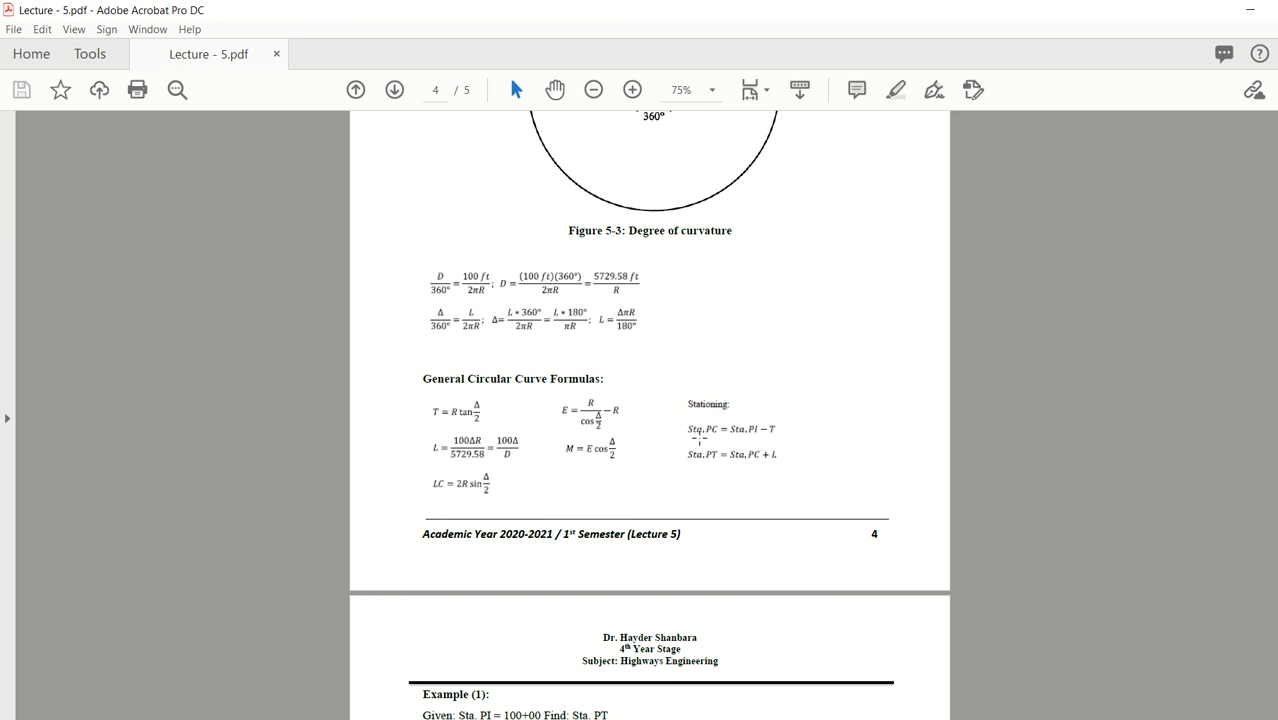 Lecture - 5.pdf - Adobe Acrobat Pro DC
File Edit View Sign Window Help
Home Tools Lecture - 5.pdf ×
4 / 5 75%
360°
Figure 5-3: Degree of curvature
D/360° = 100 ft/2πR; D = (100 ft)(360°)/2πR = 5729.58 ft/R
Δ/360° = L/2πR; Δ= L * 360°/2πR = L * 180°/πR; L = ΔπR/180°
General Circular Curve Formulas:
T = R tan Δ/2
L = 100ΔR/5729.58 = 100Δ/D
LC = 2R sin Δ/2
E = R/cos Δ/2 − R
M = E cos Δ/2
Stationing:
Sta. PC = Sta. PI − T
Sta. PT = Sta. PC + L
Academic Year 2020-2021 / 1st Semester (Lecture 5) 4
Dr. Hayder Shanbara
4th Year Stage
Subject: Highways Engineering
Example (1):
Given: Sta. PI = 100+00 Find: Sta. PT